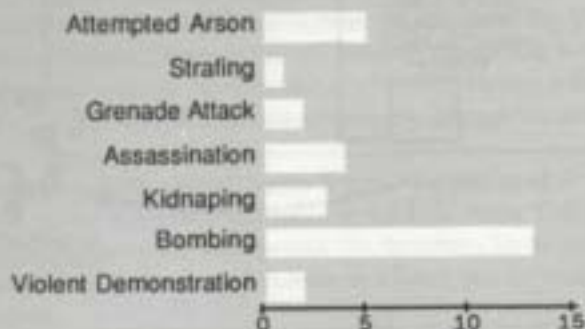 Attempted Arson
Strafing
Grenade Attack
Assassination
Kidnaping
Bombing
Violent Demonstration
0 5 10 15